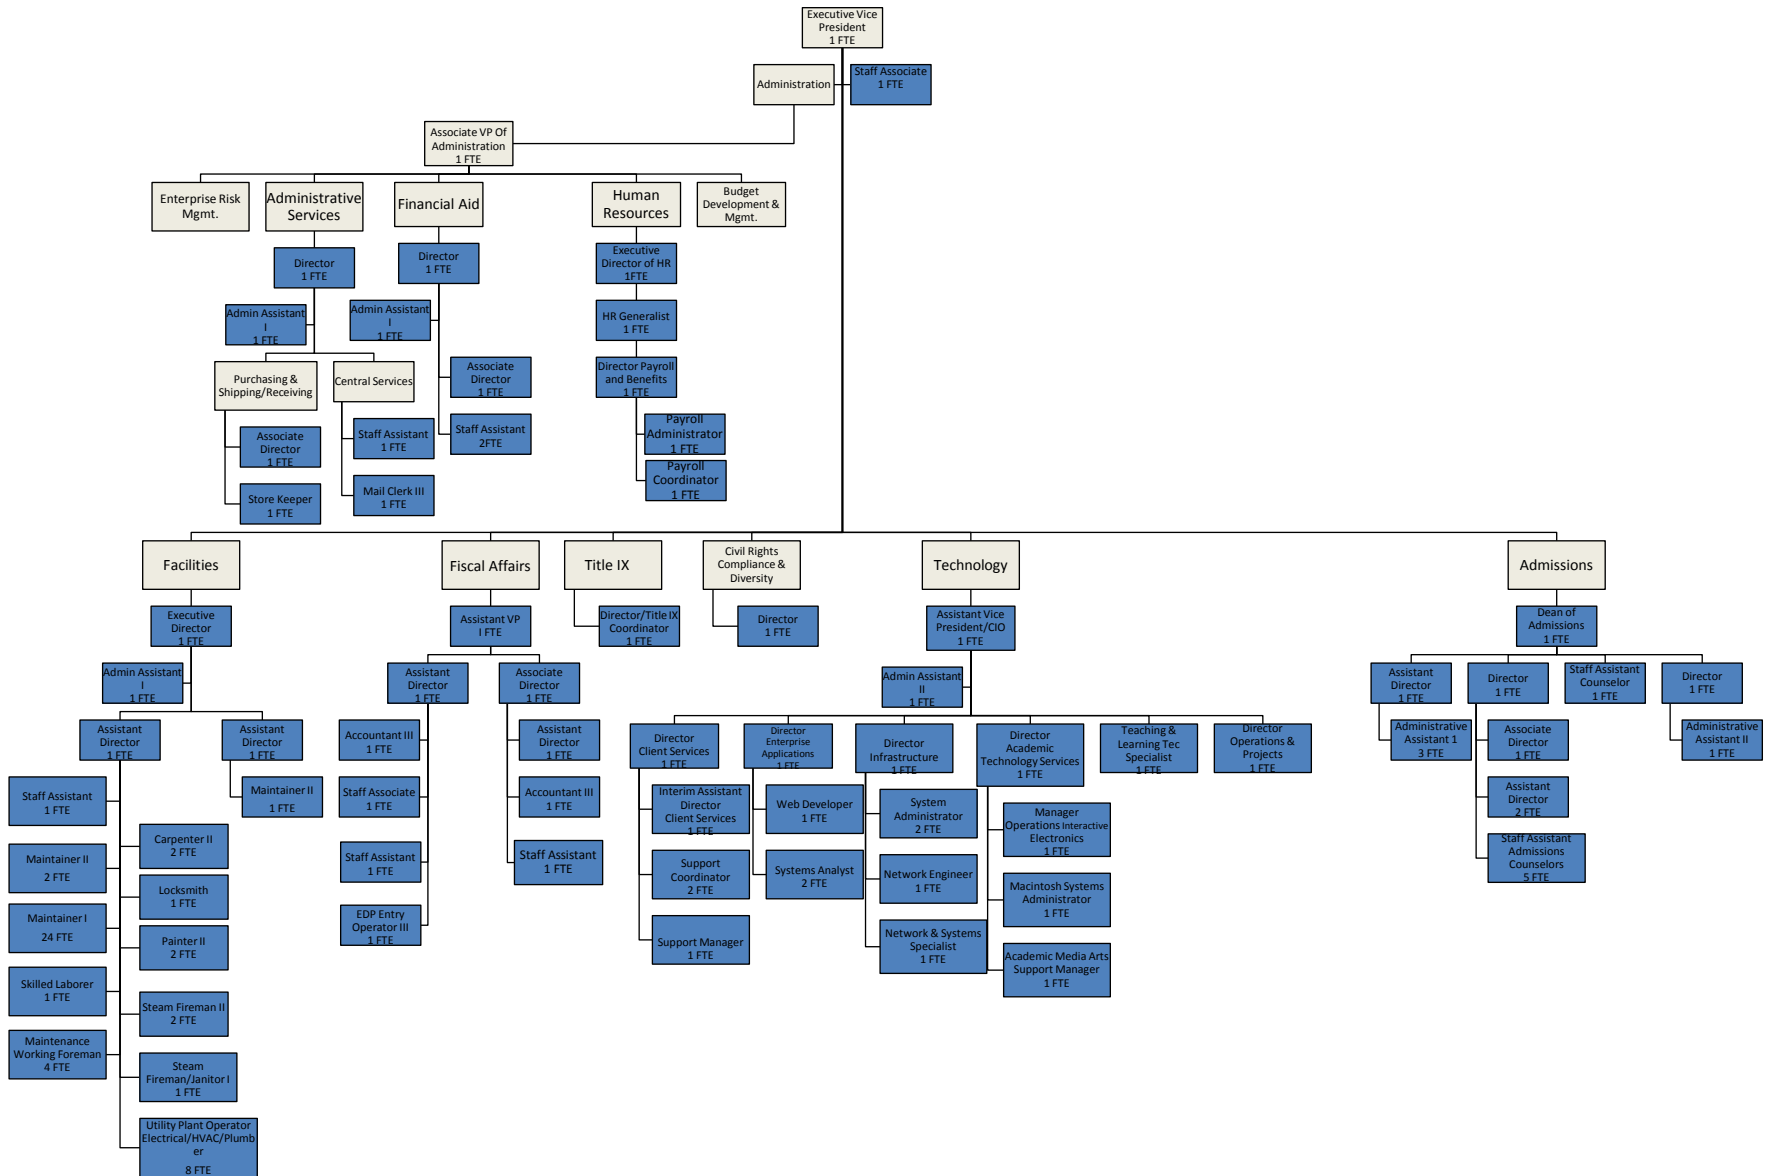 Executive Vice
President
1 FTE
Administration
Staff Associate
1 FTE
Associate VP Of
Administration
1 FTE
Enterprise Risk
Mgmt.
Administrative
Services
Financial Aid
Human
Resources
Budget
Development &
Mgmt.
Director
1 FTE
Admin Assistant
I
1 FTE
Purchasing &
Shipping/Receiving
Associate
Director
1 FTE
Store Keeper
1 FTE
Central Services
Staff Assistant
1 FTE
Mail Clerk III
1 FTE
Director
1 FTE
Admin Assistant
I
1 FTE
Associate
Director
1 FTE
Staff Assistant
2FTE
Executive
Director of HR
1FTE
HR Generalist
1 FTE
Director Payroll
and Benefits
1 FTE
Payroll
Administrator
1 FTE
Payroll
Coordinator
1 FTE
Facilities
Executive
Director
1 FTE
Admin Assistant
I
1 FTE
Assistant
Director
1 FTE
Staff Assistant
1 FTE
Carpenter II
2 FTE
Maintainer II
2 FTE
Locksmith
1 FTE
Maintainer I
24 FTE
Painter II
2 FTE
Skilled Laborer
1 FTE
Steam Fireman II
2 FTE
Maintenance
Working Foreman
4 FTE
Steam
Fireman/Janitor I
1 FTE
Utility Plant Operator
Electrical/HVAC/Plumb
er
8 FTE
Assistant
Director
1 FTE
Maintainer II
1 FTE
Fiscal Affairs
Assistant VP
I FTE
Assistant
Director
1 FTE
Accountant III
1 FTE
Staff Associate
1 FTE
Staff Assistant
1 FTE
EDP Entry
Operator III
1 FTE
Associate
Director
1 FTE
Assistant
Director
1 FTE
Accountant III
1 FTE
Staff Assistant
1 FTE
Title IX
Director/Title IX
Coordinator
1 FTE
Civil Rights
Compliance &
Diversity
Director
1 FTE
Technology
Assistant Vice
President/CIO
1 FTE
Admin Assistant
II
1 FTE
Director
Client Services
1 FTE
Interim Assistant
Director
Client Services
1 FTE
Support
Coordinator
2 FTE
Support Manager
1 FTE
Director
Enterprise
Applications
1 FTE
Web Developer
1 FTE
Systems Analyst
2 FTE
Director
Infrastructure
1 FTE
System
Administrator
2 FTE
Network Engineer
1 FTE
Network & Systems
Specialist
1 FTE
Director
Academic
Technology Services
1 FTE
Manager
Operations Interactive
Electronics
1 FTE
Macintosh Systems
Administrator
1 FTE
Academic Media Arts
Support Manager
1 FTE
Teaching &
Learning Tec
Specialist
1 FTE
Director
Operations &
Projects
1 FTE
Admissions
Dean of
Admissions
1 FTE
Assistant
Director
1 FTE
Administrative
Assistant 1
3 FTE
Director
1 FTE
Associate
Director
1 FTE
Assistant
Director
2 FTE
Staff Assistant
Admissions
Counselors
5 FTE
Staff Assistant
Counselor
1 FTE
Director
1 FTE
Administrative
Assistant II
1 FTE